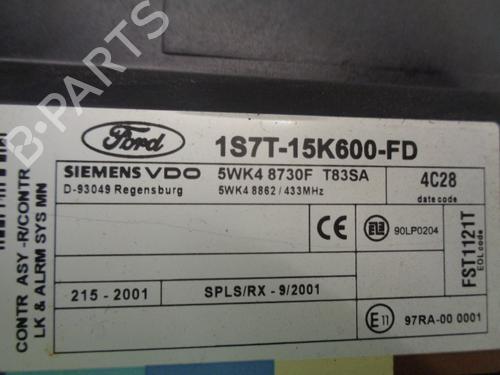 Ford
1S7T-15K600-FD
SIEMENS VDO
D-93049 Regensburg
5WK4 8730F T83SA
5WK4 8862 / 433MHz
4C28
date code
CE
90LP0204
FST1121T
EOL code
215 - 2001
SPLS/RX - 9/2001
E11
97RA-00 0001
CONTR ASY -R/CONTR
LK & ALRM SYS MN
B-PARTS